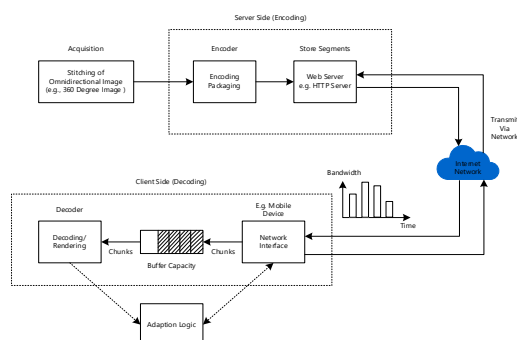 Server Side (Encoding)
Acquisition
Encoder
Store Segments
Stitching of
Omnidirectional Image
(e.g., 360 Degree Image )
Encoding
Packaging
Web Server
e.g. HTTP Server
Transmit
Via
Network
Internet
Network
Bandwidth
Time
Client Side (Decoding)
Decoder
E.g. Mobile
Device
Decoding/
Rendering
Chunks
Buffer Capacity
Chunks
Network
Interface
Adaption Logic